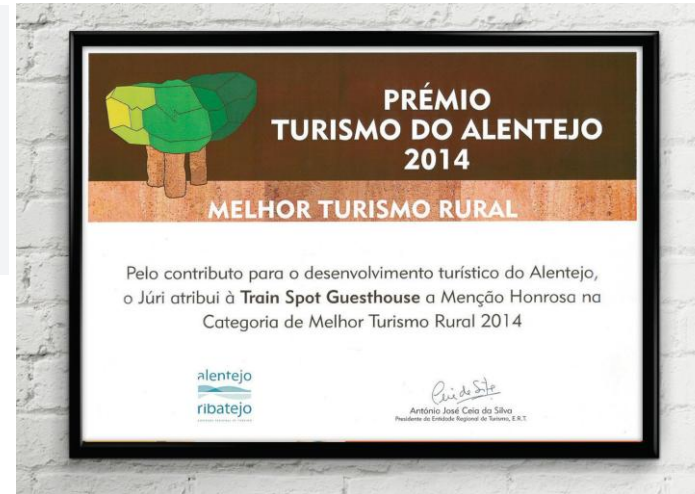 PRÉMIO
TURISMO DO ALENTEJO
2014
MELHOR TURISMO RURAL
Pelo contributo para o desenvolvimento turístico do Alentejo,
o Júri atribui à Train Spot Guesthouse a Menção Honrosa na
Categoria de Melhor Turismo Rural 2014
alentejo
ribatejo
António José Ceia da Silva
Presidente da Entidade Regional de Turismo, E.R.T.